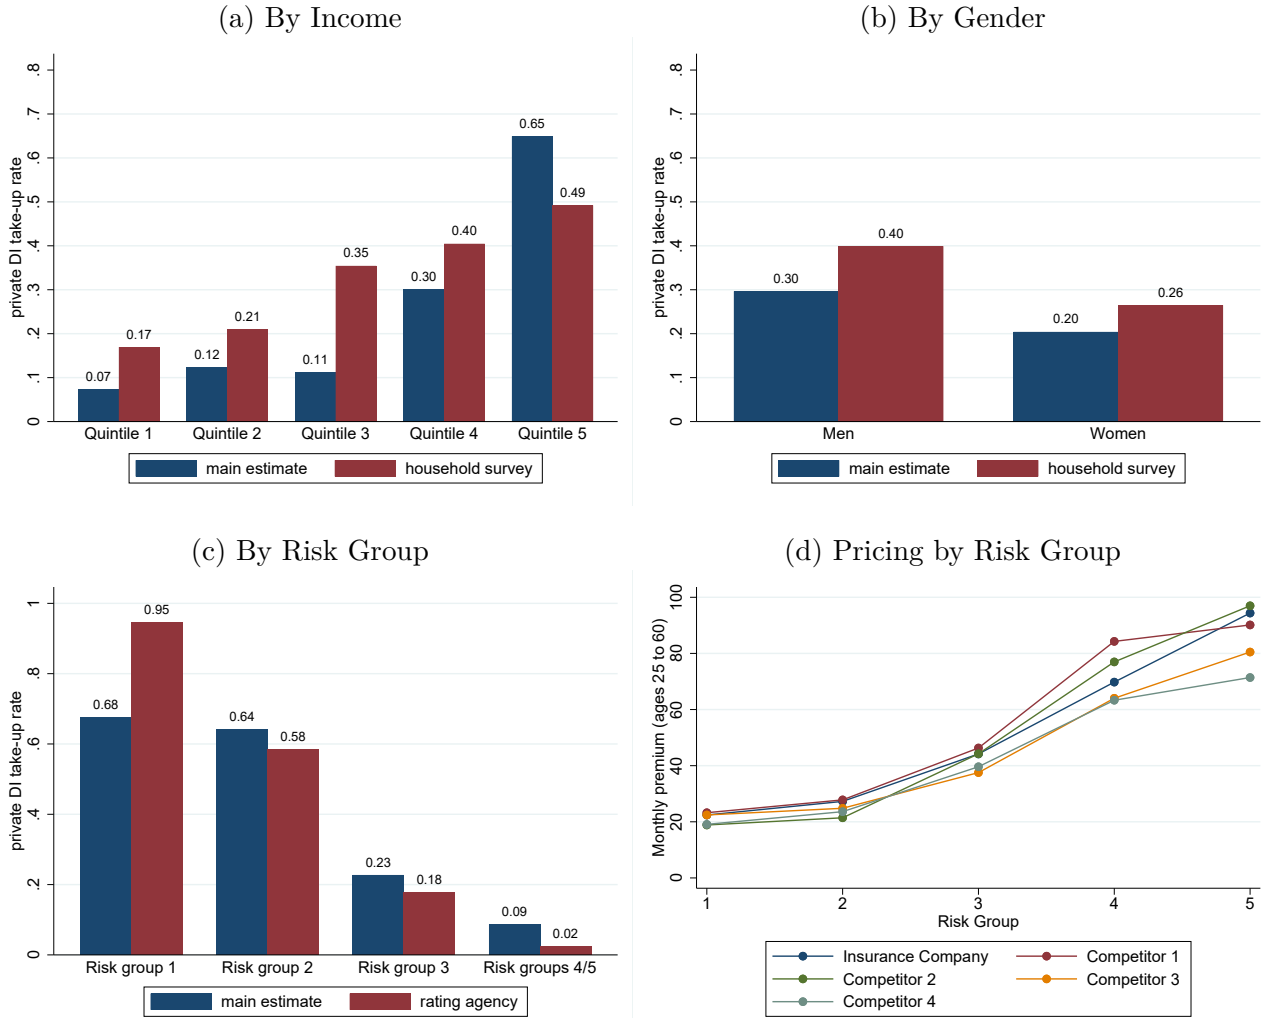 (a) By Income
private DI take-up rate
.8
.7
.6
.5
.4
.3
.2
.1
0
0.07
0.17
0.12
0.21
0.11
0.35
0.30
0.40
0.65
0.49
Quintile 1 Quintile 2 Quintile 3 Quintile 4 Quintile 5
main estimate household survey
(b) By Gender
private DI take-up rate
.8
.7
.6
.5
.4
.3
.2
.1
0
0.30
0.40
0.20
0.26
Men Women
main estimate household survey
(c) By Risk Group
private DI take-up rate
1
.8
.6
.4
.2
0
0.68
0.95
0.64
0.58
0.23
0.18
0.09
0.02
Risk group 1 Risk group 2 Risk group 3 Risk groups 4/5
main estimate rating agency
(d) Pricing by Risk Group
Monthly premium (ages 25 to 60)
100
80
60
40
20
0
1 2 3 4 5
Risk Group
Insurance Company Competitor 1
Competitor 2 Competitor 3
Competitor 4